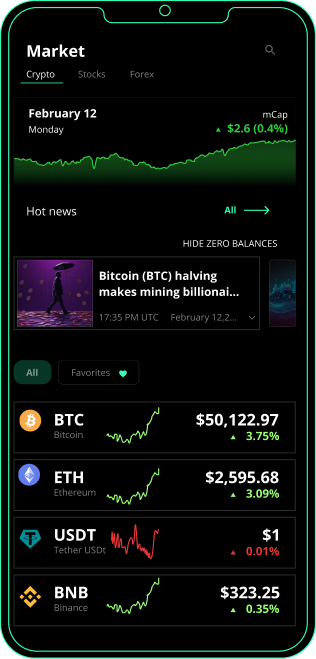 Market
Crypto Stocks Forex
February 12 mCap
Monday $2.6 (0.4%)
Hot news All
HIDE ZERO BALANCES
Bitcoin (BTC) halving
makes mining billionai...
17:35 PM UTC February 12,2...
All Favorites
BTC $50,122.97
Bitcoin 3.75%
ETH $2,595.68
Ethereum 3.09%
USDT $1
Tether USDt 0.01%
BNB $323.25
Binance 0.35%